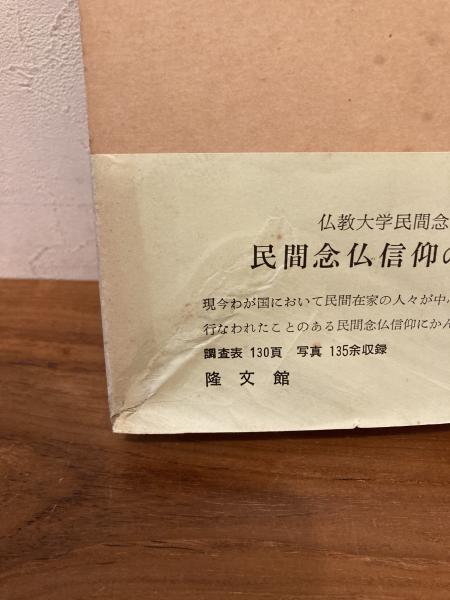 仏教大学民間念
民間念仏信仰の
現今わが国において民間在家の人々が中
行なわれたことのある民間念仏信仰にかん
調査表 130頁 写真 135余収録
隆文館